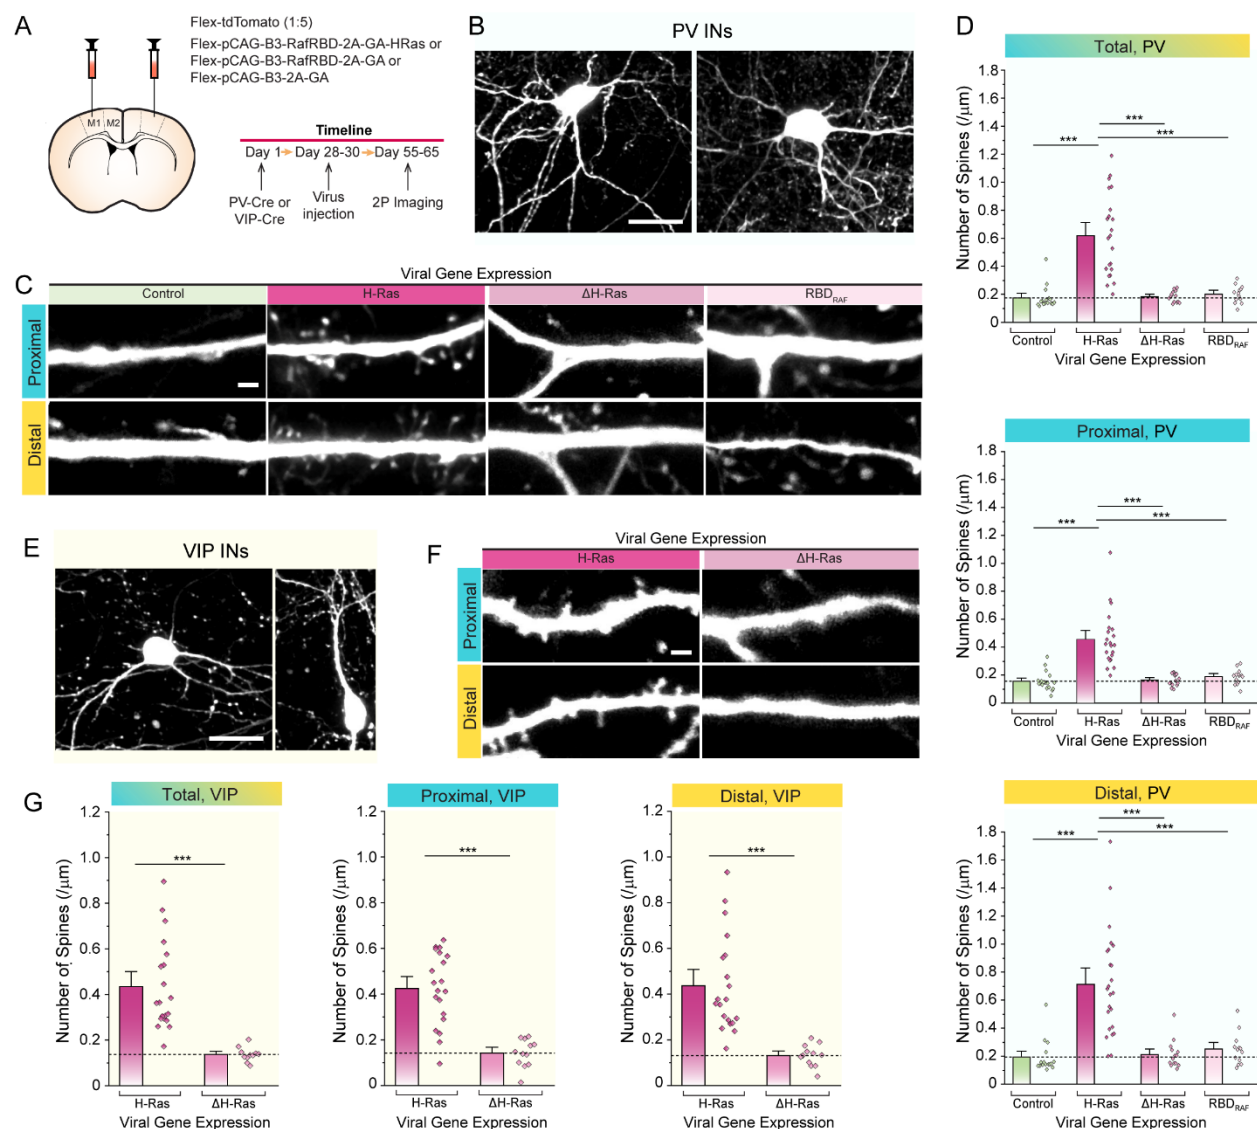 A
Flex-tdTomato (1:5)
Flex-pCAG-B3-RafRBD-2A-GA-HRas or
Flex-pCAG-B3-RafRBD-2A-GA or
Flex-pCAG-B3-2A-GA
M1 M2
Timeline
Day 1 Day 28-30 Day 55-65
PV-Cre or
VIP-Cre
Virus
injection
2P Imaging
B
PV INs
C
Viral Gene Expression
Control H-Ras ΔH-Ras RBDRAF
Proximal
Distal
D
Total, PV
Number of Spines (/μm)
1.8
1.6
1.4
1.2
1.0
0.8
0.6
0.4
0.2
0
*** *** ***
Control H-Ras ΔH-Ras RBDRAF
Viral Gene Expression
Proximal, PV
Number of Spines (/μm)
1.8
1.6
1.4
1.2
1.0
0.8
0.6
0.4
0.2
0
*** *** ***
Control H-Ras ΔH-Ras RBDRAF
Viral Gene Expression
Distal, PV
Number of Spines (/μm)
1.8
1.6
1.4
1.2
1.0
0.8
0.6
0.4
0.2
0
*** *** ***
Control H-Ras ΔH-Ras RBDRAF
Viral Gene Expression
E
VIP INs
F
Viral Gene Expression
H-Ras ΔH-Ras
Proximal
Distal
G
Total, VIP
Number of Spines (/μm)
1.2
1.0
0.8
0.6
0.4
0.2
0
***
H-Ras ΔH-Ras
Viral Gene Expression
Proximal, VIP
Number of Spines (/μm)
1.2
1.0
0.8
0.6
0.4
0.2
0
***
H-Ras ΔH-Ras
Viral Gene Expression
Distal, VIP
Number of Spines (/μm)
1.2
1.0
0.8
0.6
0.4
0.2
0
***
H-Ras ΔH-Ras
Viral Gene Expression